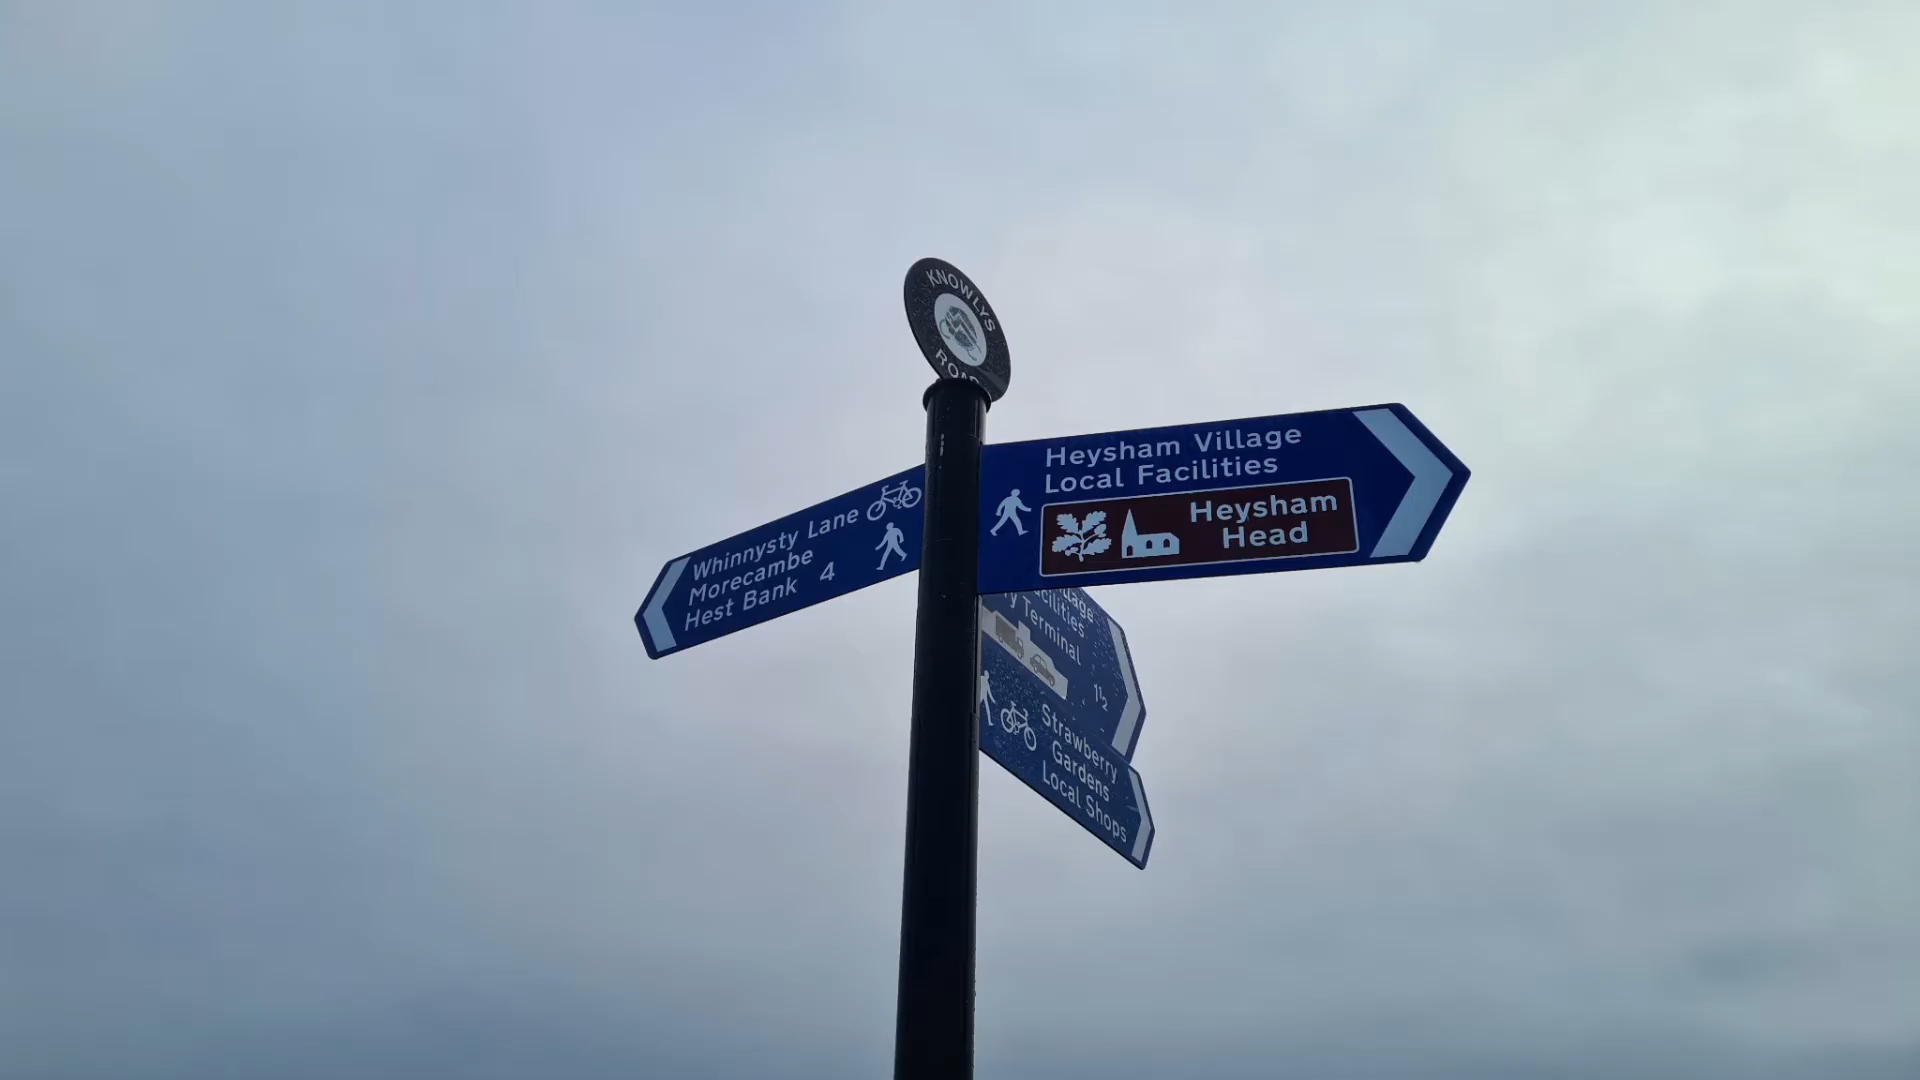 KNOWLYS
ROAD
Heysham Village
Local Facilities
Heysham
Head
Whinnysty Lane
Morecambe
Hest Bank 4
Terminal
1½
Strawberry
Gardens
Local Shops